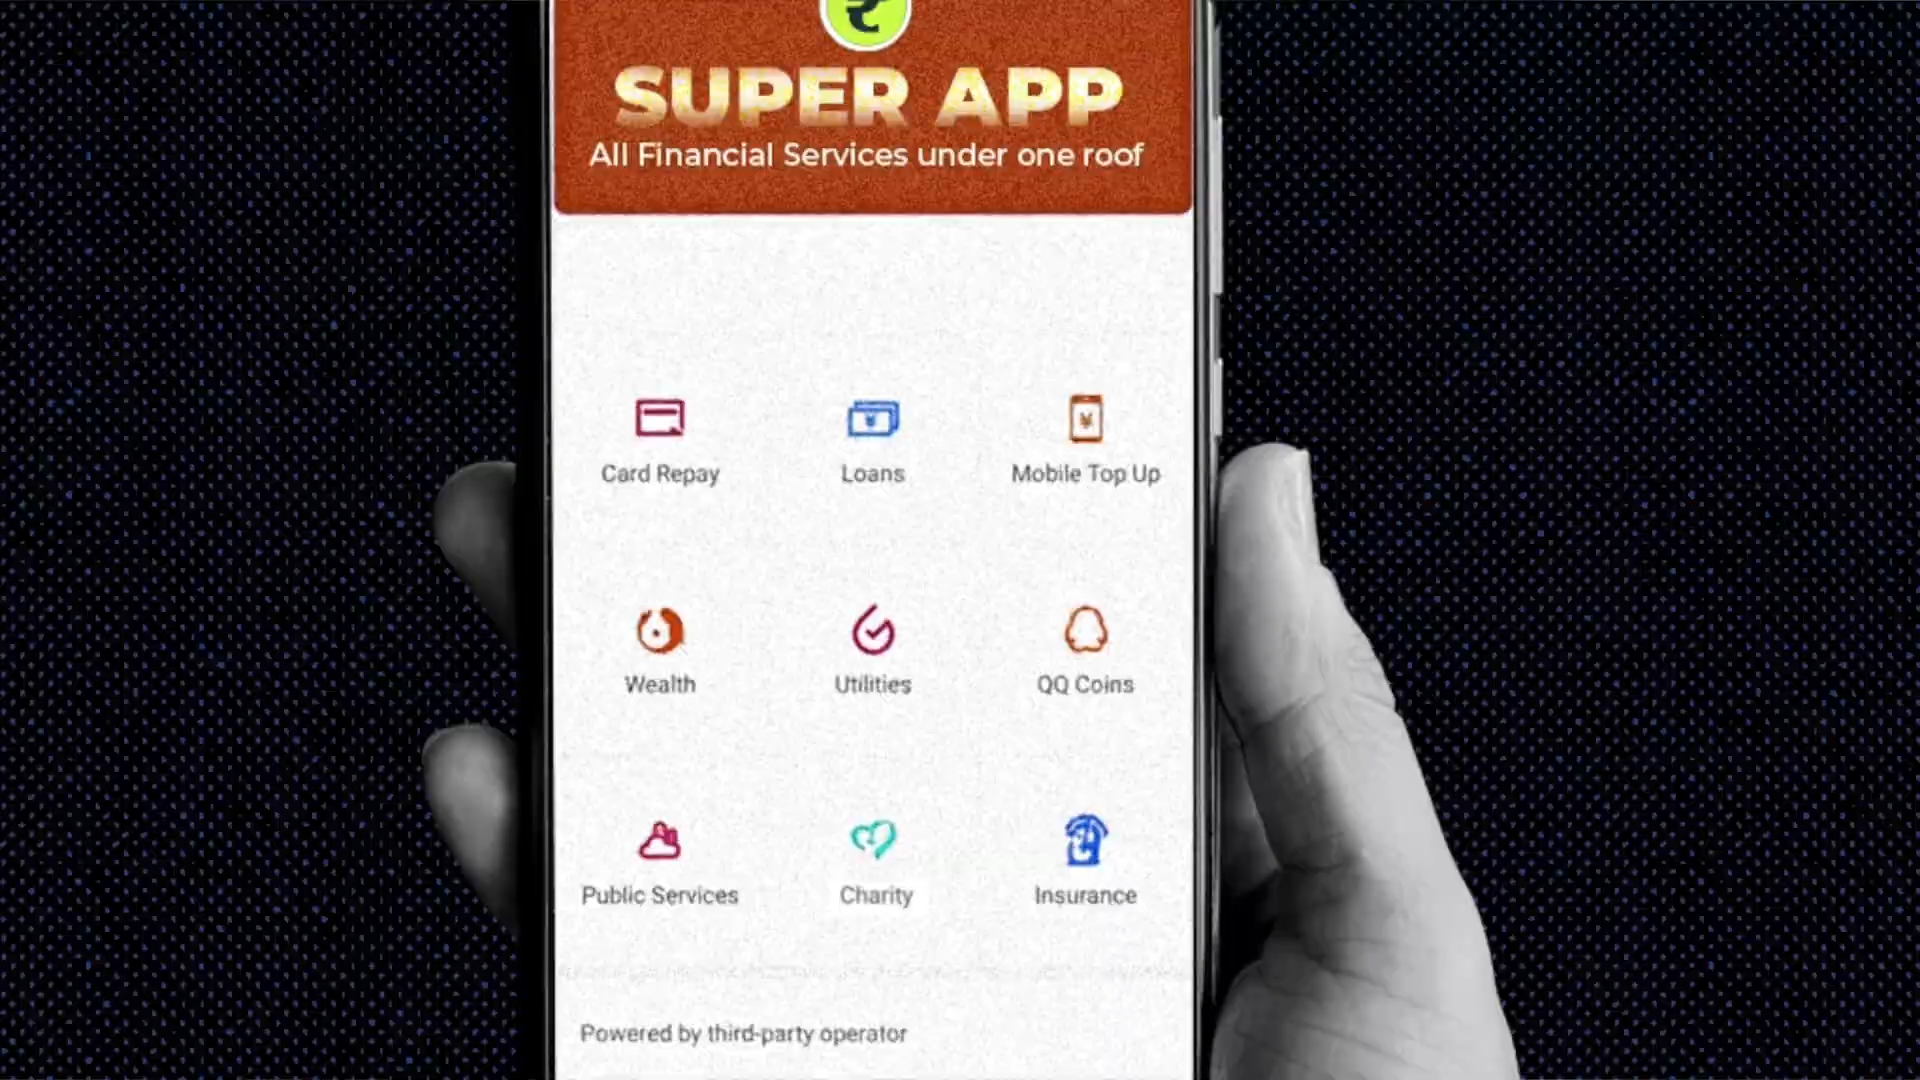 ₹
SUPER APP
All Financial Services under one roof
Card Repay
Loans
Mobile Top Up
Wealth
Utilities
QQ Coins
Public Services
Charity
Insurance
Powered by third-party operator